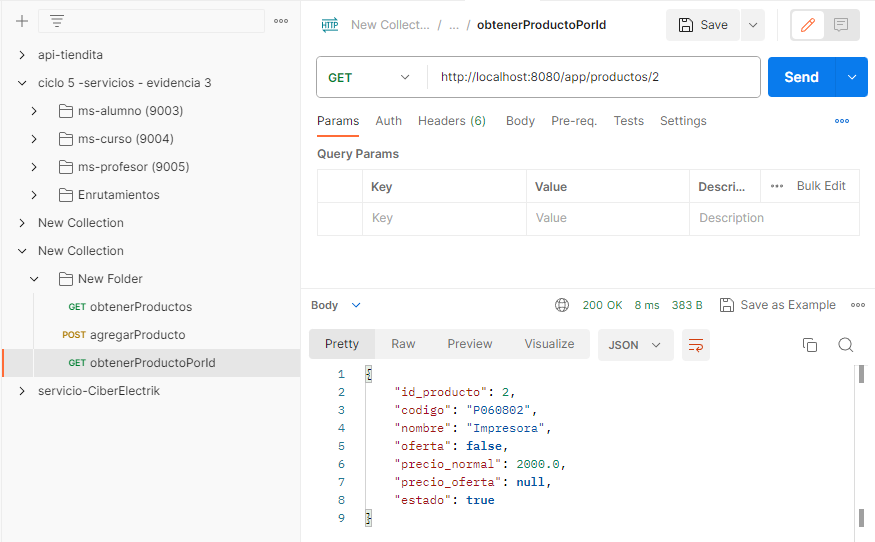 api-tiendita
ciclo 5 -servicios - evidencia 3
ms-alumno (9003)
ms-curso (9004)
ms-profesor (9005)
Enrutamientos
New Collection
New Collection
New Folder
GET obtenerProductos
POST agregarProducto
GET obtenerProductoPorId
servicio-CiberElectrik
HTTP New Collect... / ... / obtenerProductoPorId Save
GET http://localhost:8080/app/productos/2 Send
Params Auth Headers (6) Body Pre-req. Tests Settings
Query Params
Key Value Descri... Bulk Edit
Key Value Description
Body 200 OK 8 ms 383 B Save as Example
Pretty Raw Preview Visualize JSON
1 {
2 "id_producto": 2,
3 "codigo": "P060802",
4 "nombre": "Impresora",
5 "oferta": false,
6 "precio_normal": 2000.0,
7 "precio_oferta": null,
8 "estado": true
9 }